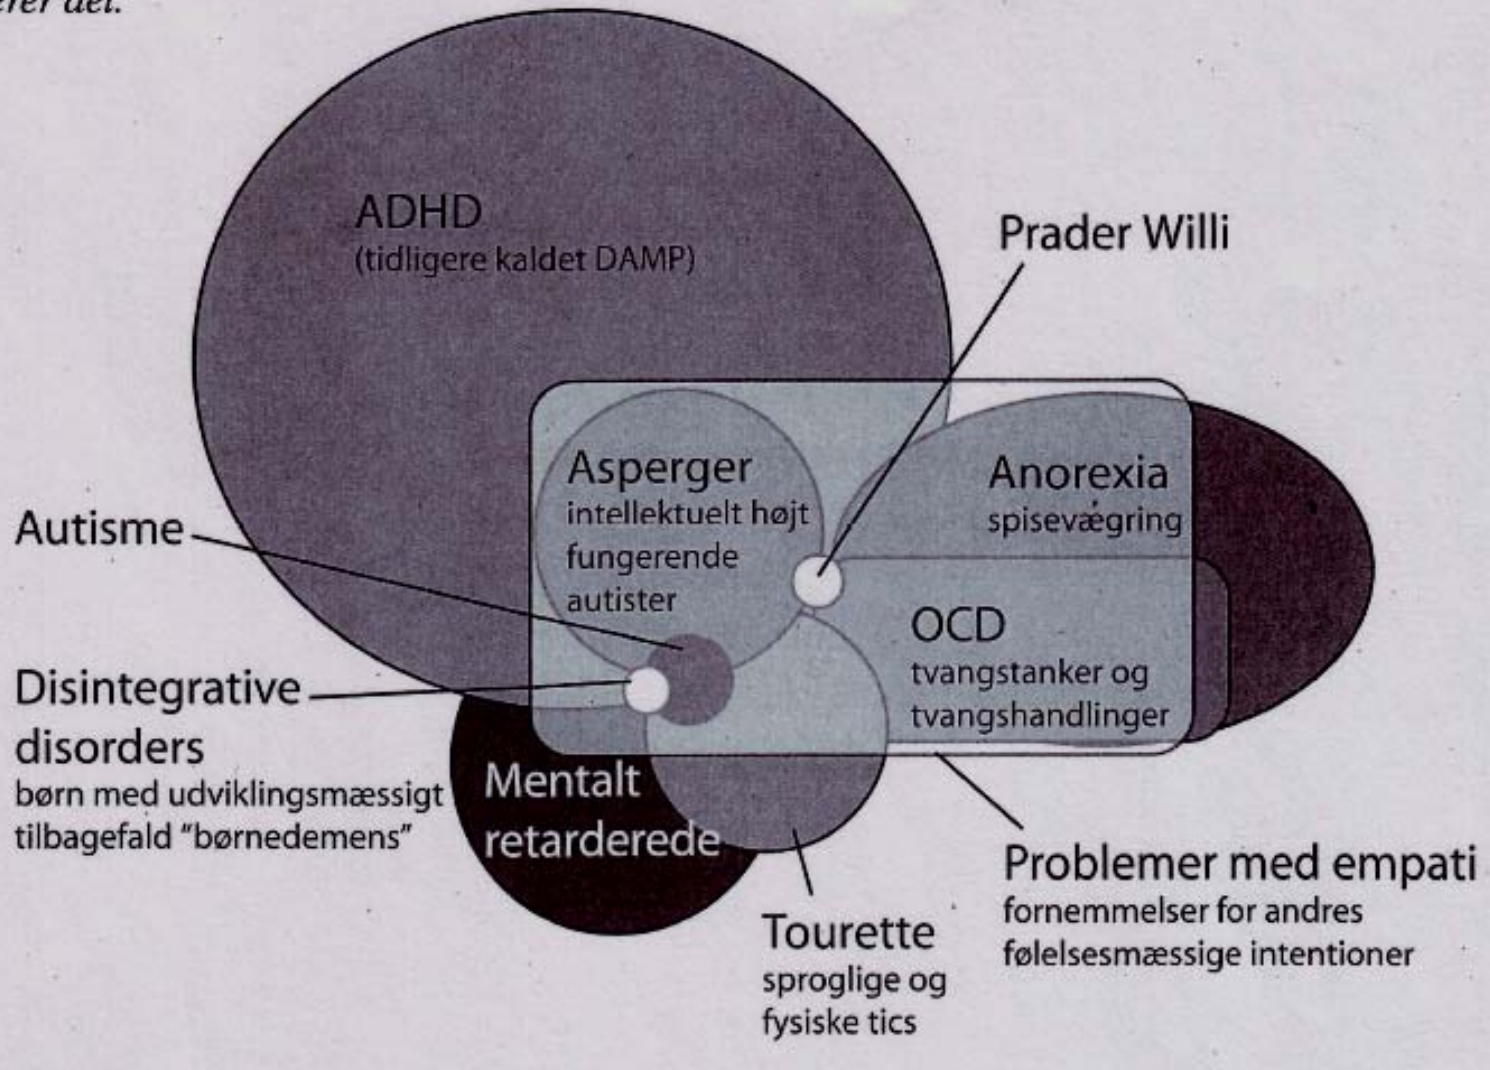 det.
ADHD
(tidligere kaldet DAMP)
Prader Willi
Asperger
intellektuelt højt
fungerende
autister
Anorexia
spisevægring
Autisme
OCD
tvangstanker og
tvangshandlinger
Disintegrative
disorders
børn med udviklingsmæssigt
tilbagefald "børnedemens"
Mentalt
retarderede
Problemer med empati
fornemmelser for andres
følelsesmæssige intentioner
Tourette
sproglige og
fysiske tics